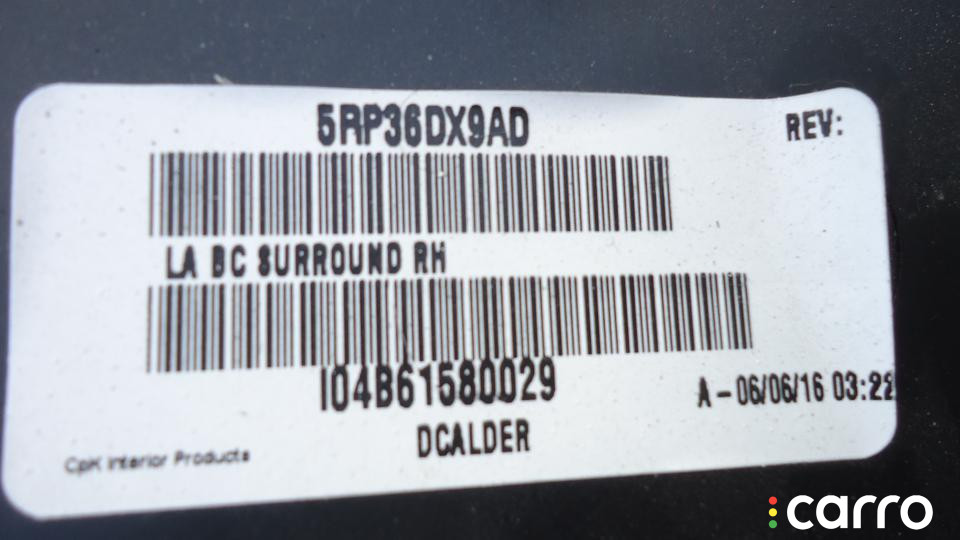 5RP36DX9AD
REV:
LA BC SURROUND RH
I04B61580029
A - 06/06/16 03:22
DCALDER
CpK Interior Products
carro